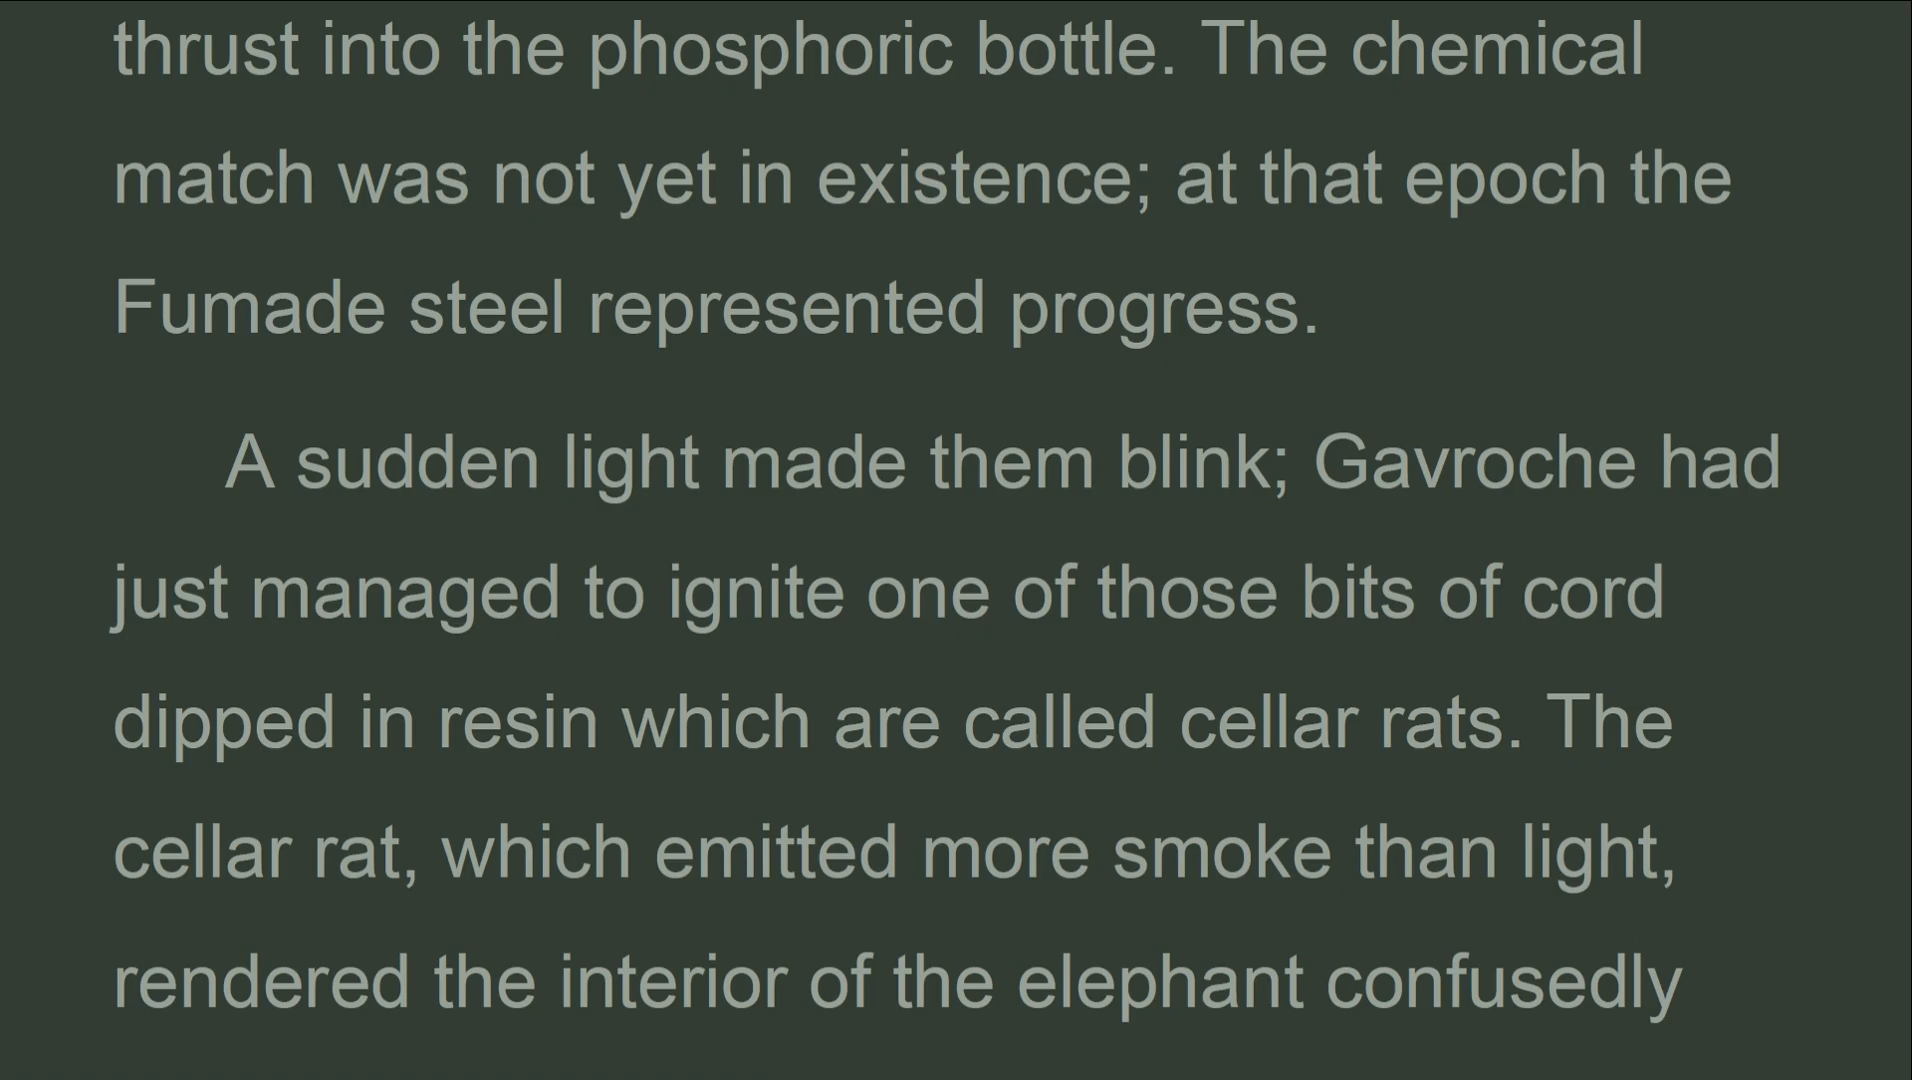 thrust into the phosphoric bottle. The chemical
match was not yet in existence; at that epoch the
Fumade steel represented progress.
A sudden light made them blink; Gavroche had
just managed to ignite one of those bits of cord
dipped in resin which are called cellar rats. The
cellar rat, which emitted more smoke than light,
rendered the interior of the elephant confusedly